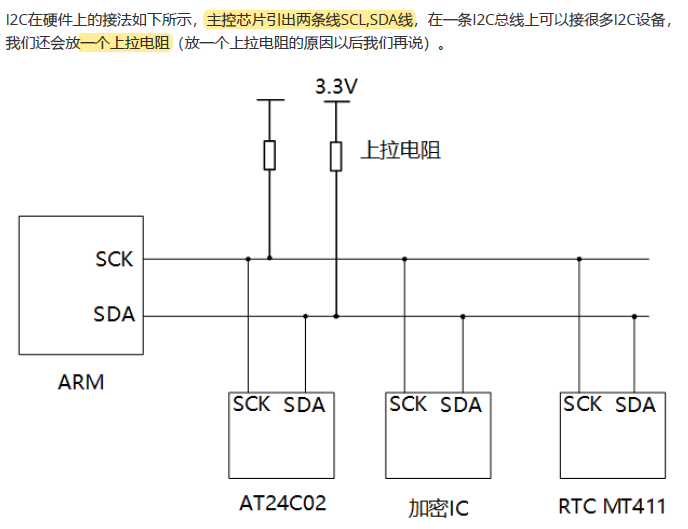 I2C在硬件上的接法如下所示，主控芯片引出两条线SCL,SDA线，在一条I2C总线上可以接很多I2C设备，
我们还会放一个上拉电阻（放一个上拉电阻的原因以后我们再说）。
3.3V
上拉电阻
SCK
SDA
ARM
SCK SDA
SCK SDA
SCK SDA
AT24C02
加密IC
RTC MT411